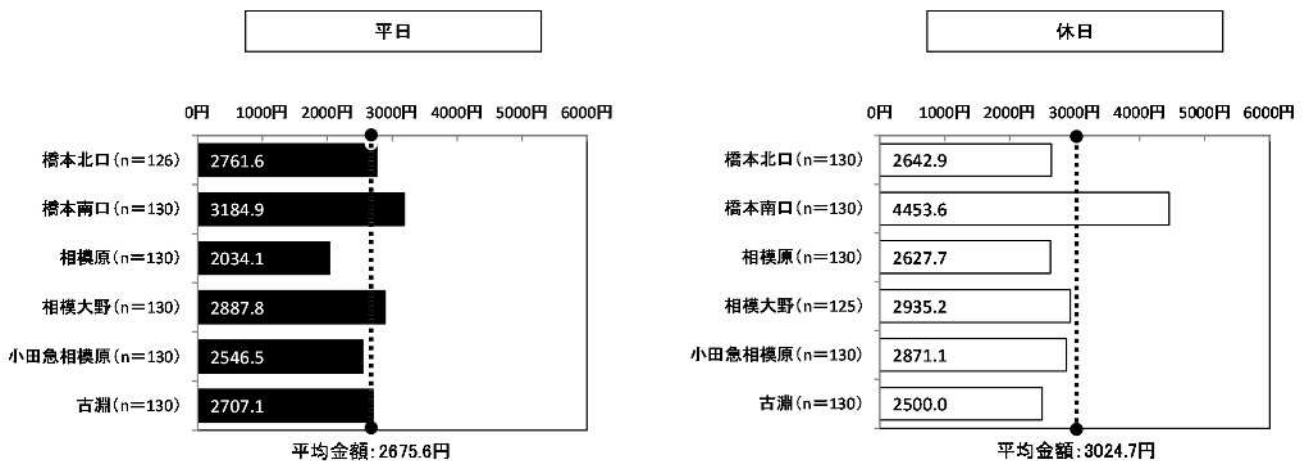 平日
0円 1000円 2000円 3000円 4000円 5000円 6000円
橋本北口(n=126) 2761.6
橋本南口(n=130) 3184.9
相模原(n=130) 2034.1
相模大野(n=130) 2887.8
小田急相模原(n=130) 2546.5
古淵(n=130) 2707.1
平均金額:2675.6円
休日
0円 1000円 2000円 3000円 4000円 5000円 6000円
橋本北口(n=130) 2642.9
橋本南口(n=130) 4453.6
相模原(n=130) 2627.7
相模大野(n=125) 2935.2
小田急相模原(n=130) 2871.1
古淵(n=130) 2500.0
平均金額:3024.7円